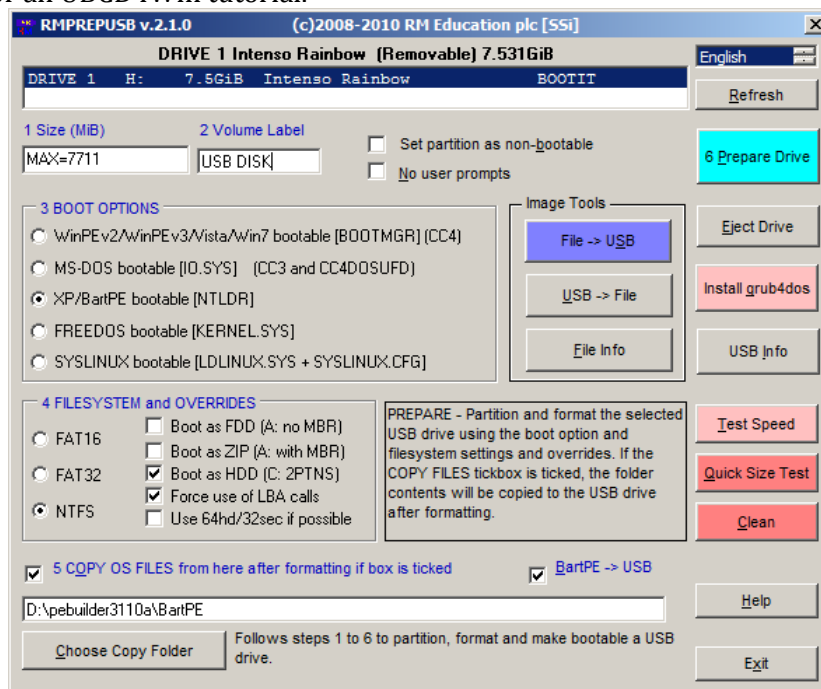 RMPREPUSB v.2.1.0 (c)2008-2010 RM Education plc [SSi]
DRIVE 1 Intenso Rainbow (Removable) 7.531GiB
English
DRIVE 1 H: 7.5GiB Intenso Rainbow BOOTIT
Refresh
1 Size (MiB) 2 Volume Label
MAX=7711 USB DISK
Set partition as non-bootable
No user prompts
6 Prepare Drive
3 BOOT OPTIONS
WinPEv2/WinPEv3/Vista/Win7 bootable [BOOTMGR] (CC4)
MS-DOS bootable [IO.SYS] (CC3 and CC4DOSUFD)
XP/BartPE bootable [NTLDR]
FREEDOS bootable [KERNEL.SYS]
SYSLINUX bootable [LDLINUX.SYS + SYSLINUX.CFG]
Image Tools
File -> USB
USB -> File
File Info
Eject Drive
Install grub4dos
USB Info
4 FILESYSTEM and OVERRIDES
FAT16
FAT32
NTFS
Boot as FDD (A: no MBR)
Boot as ZIP (A: with MBR)
Boot as HDD (C: 2PTNS)
Force use of LBA calls
Use 64hd/32sec if possible
PREPARE - Partition and format the selected
USB drive using the boot option and
filesystem settings and overrides. If the
COPY FILES tickbox is ticked, the folder
contents will be copied to the USB drive
after formatting.
Test Speed
Quick Size Test
Clean
5 COPY OS FILES from here after formatting if box is ticked
BartPE -> USB
D:\pebuilder3110a\BartPE
Help
Choose Copy Folder
Follows steps 1 to 6 to partition, format and make bootable a USB
drive.
Exit